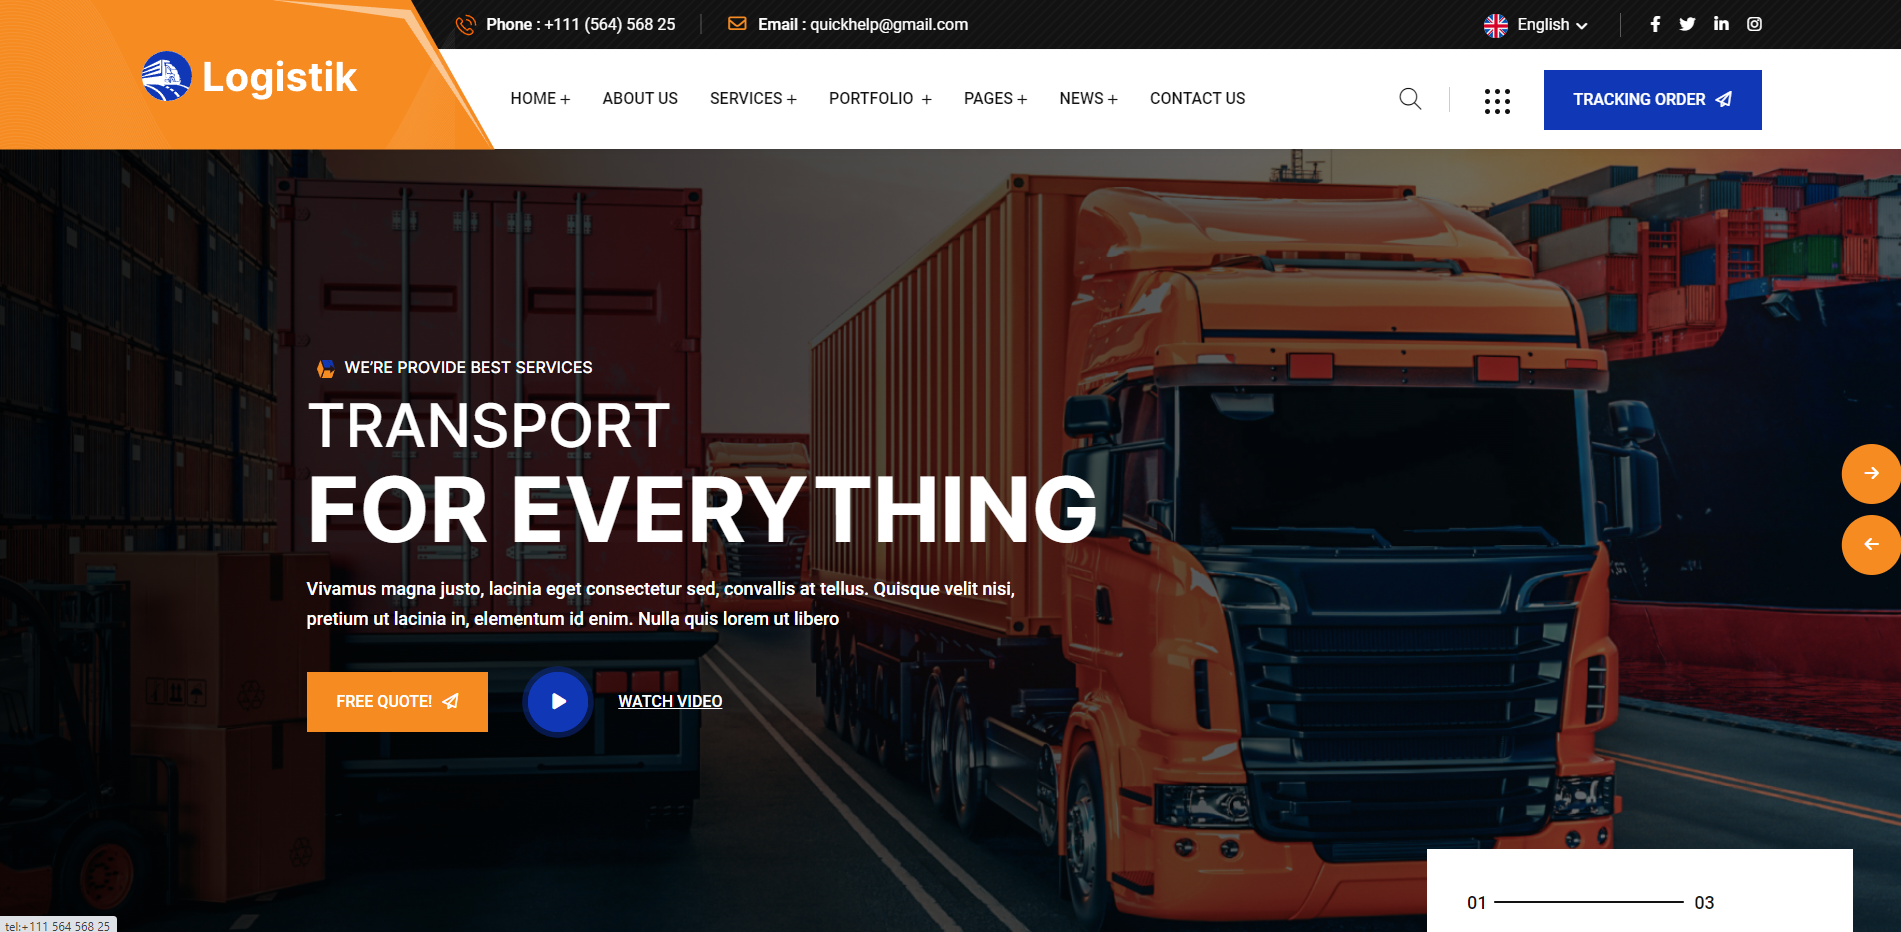 Phone : +111 (564) 568 25
Email : quickhelp@gmail.com
English
Logistik
HOME +
ABOUT US
SERVICES +
PORTFOLIO +
PAGES +
NEWS +
CONTACT US
TRACKING ORDER
WE'RE PROVIDE BEST SERVICES
TRANSPORT
FOR EVERYTHING
Vivamus magna justo, lacinia eget consectetur sed, convallis at tellus. Quisque velit nisi,
pretium ut lacinia in, elementum id enim. Nulla quis lorem ut libero
FREE QUOTE!
WATCH VIDEO
01
03
tel:+111 564 568 25